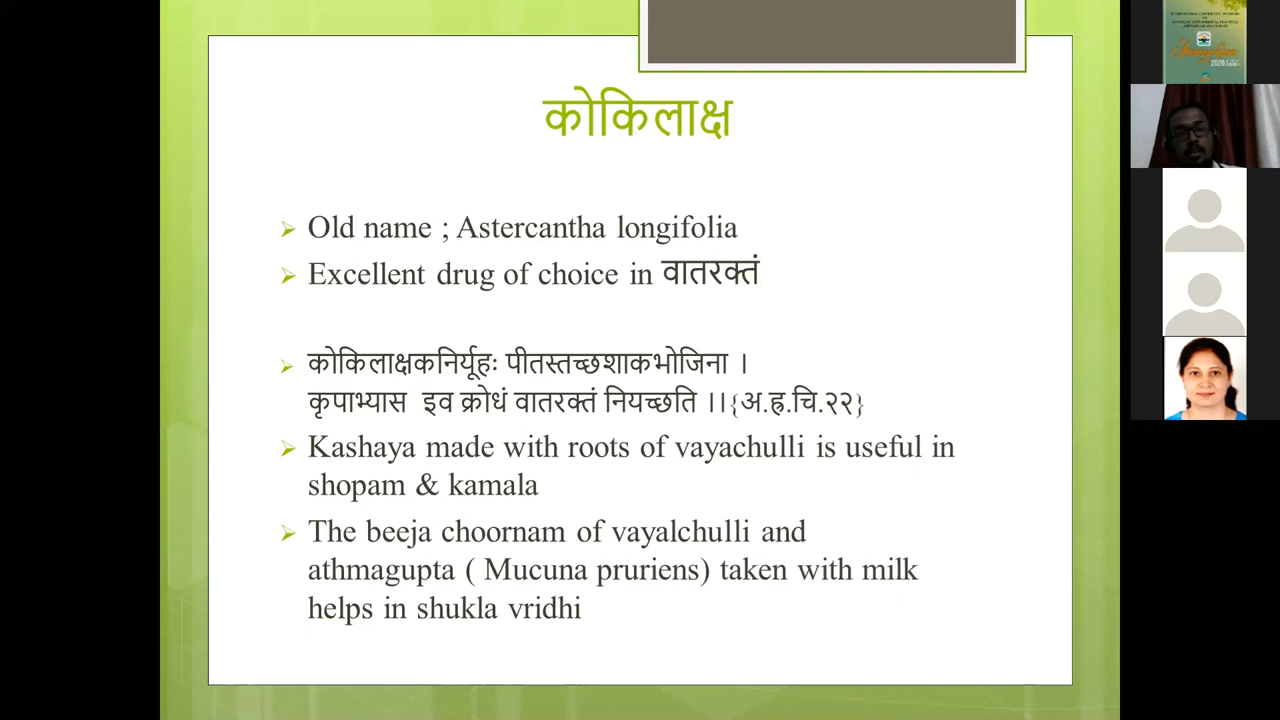 कोकिलाक्ष
Old name ; Astercantha longifolia
Excellent drug of choice in वातरक्तं
कोकिलाक्षकनिर्यूहः पीतस्तच्छशाकभोजिना ।
कृपाभ्यास इव क्रोधं वातरक्तं नियच्छति ।।{अ.ह्र.चि.२२}
Kashaya made with roots of vayachulli is useful in
shopam & kamala
The beeja choornam of vayalchulli and
athmagupta ( Mucuna pruriens) taken with milk
helps in shukla vridhi
2020